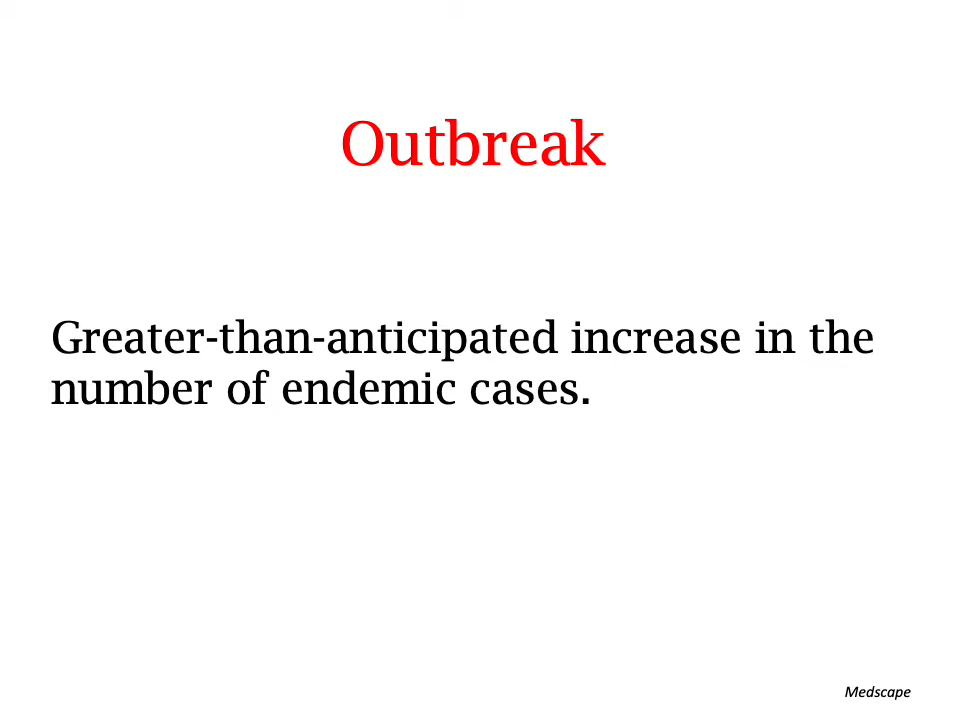 Outbreak
Greater-than-anticipated increase in the
number of endemic cases.
Medscape